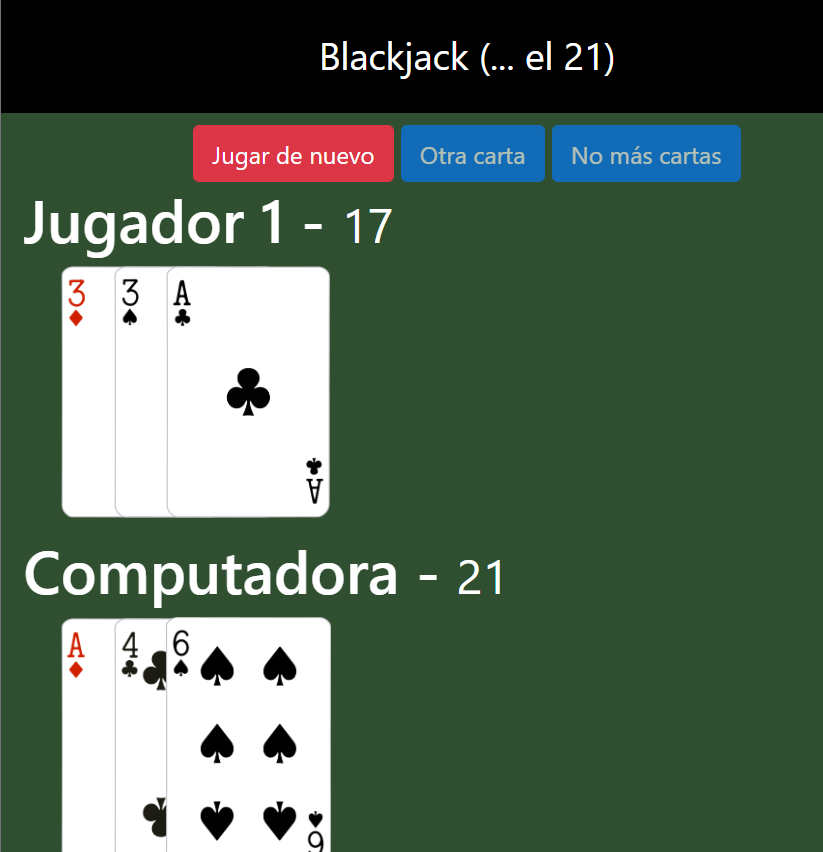 Blackjack (... el 21)
Jugar de nuevo Otra carta No más cartas
Jugador 1 - 17
3 3 A
A
Computadora - 21
A 4 6
6